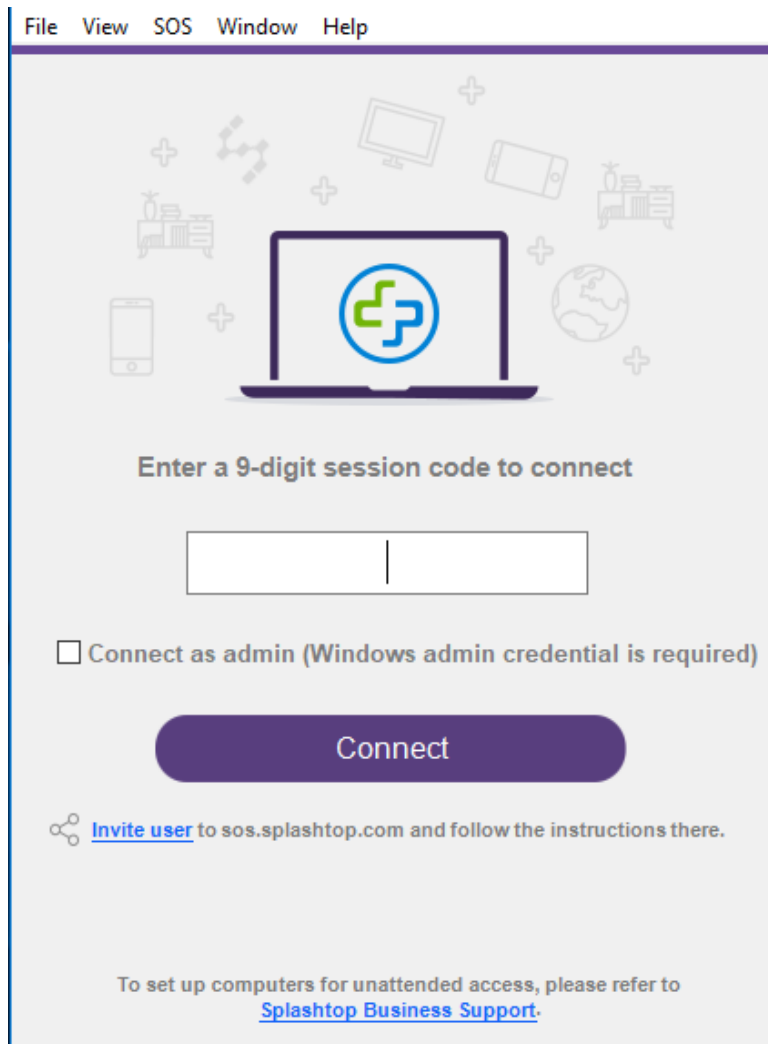 File View SOS Window Help
Enter a 9-digit session code to connect
Connect as admin (Windows admin credential is required)
Connect
Invite user to sos.splashtop.com and follow the instructions there.
To set up computers for unattended access, please refer to
Splashtop Business Support.